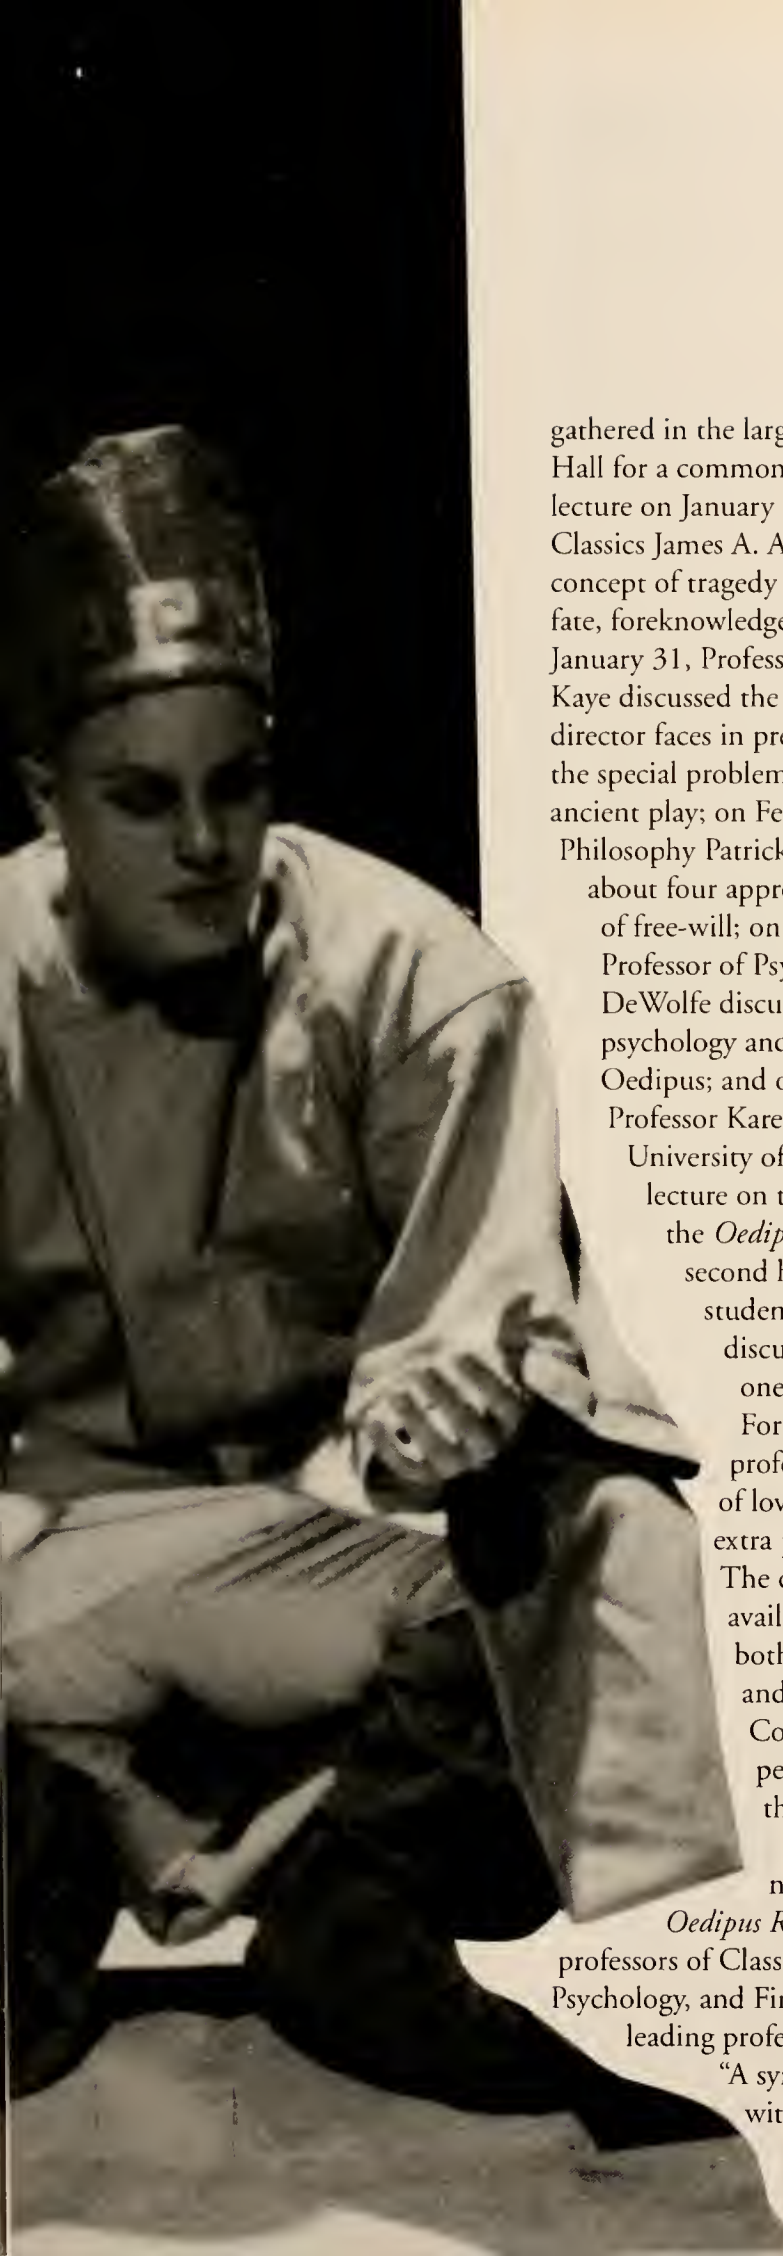 gathered in the larg
Hall for a common
lecture on January
Classics James A. A
concept of tragedy
fate, foreknowledge
January 31, Profess
Kaye discussed the
director faces in pre
the special problem
ancient play; on Fe
Philosophy Patrick
about four appro
of free-will; on
Professor of Psy
DeWolfe discu
psychology and
Oedipus; and o
Professor Kare
University of
lecture on t
the Oedip
second h
studen
discu
one
For
profe
of lov
extra
The c
avail
both
and
Co
pe
th
n
Oedipus R
professors of Class
Psychology, and Fin
leading profe
“A syn
wit